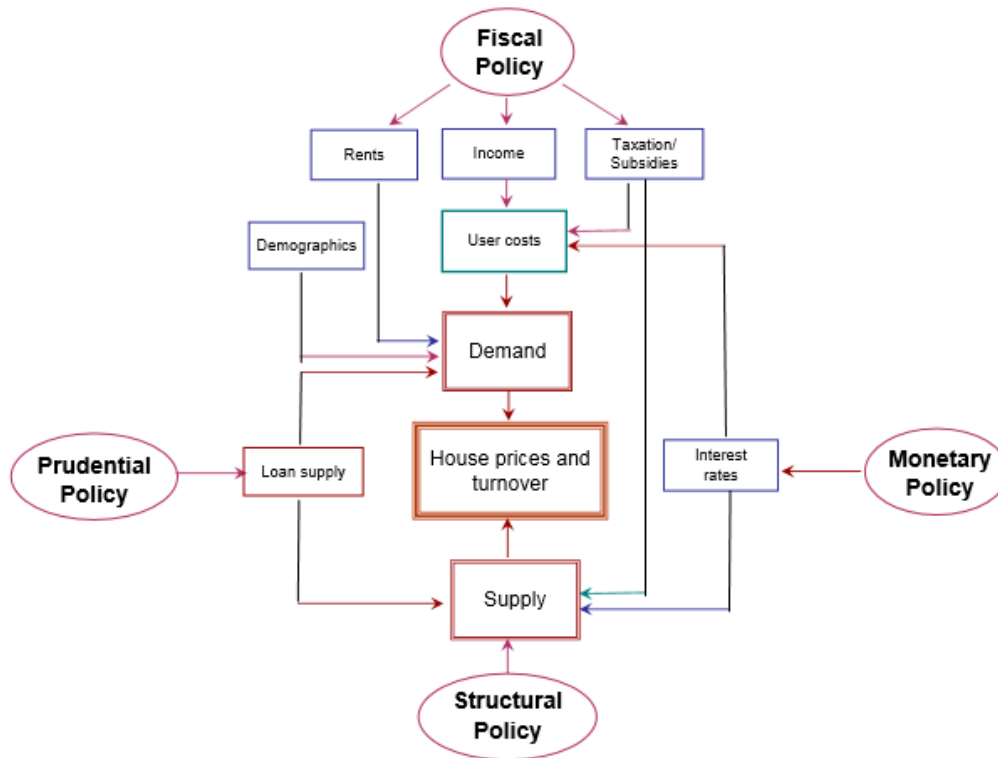 Fiscal
Policy
Rents
Income
Taxation/
Subsidies
Demographics
User costs
Demand
Prudential
Policy
Loan supply
House prices and
turnover
Interest
rates
Monetary
Policy
Supply
Structural
Policy